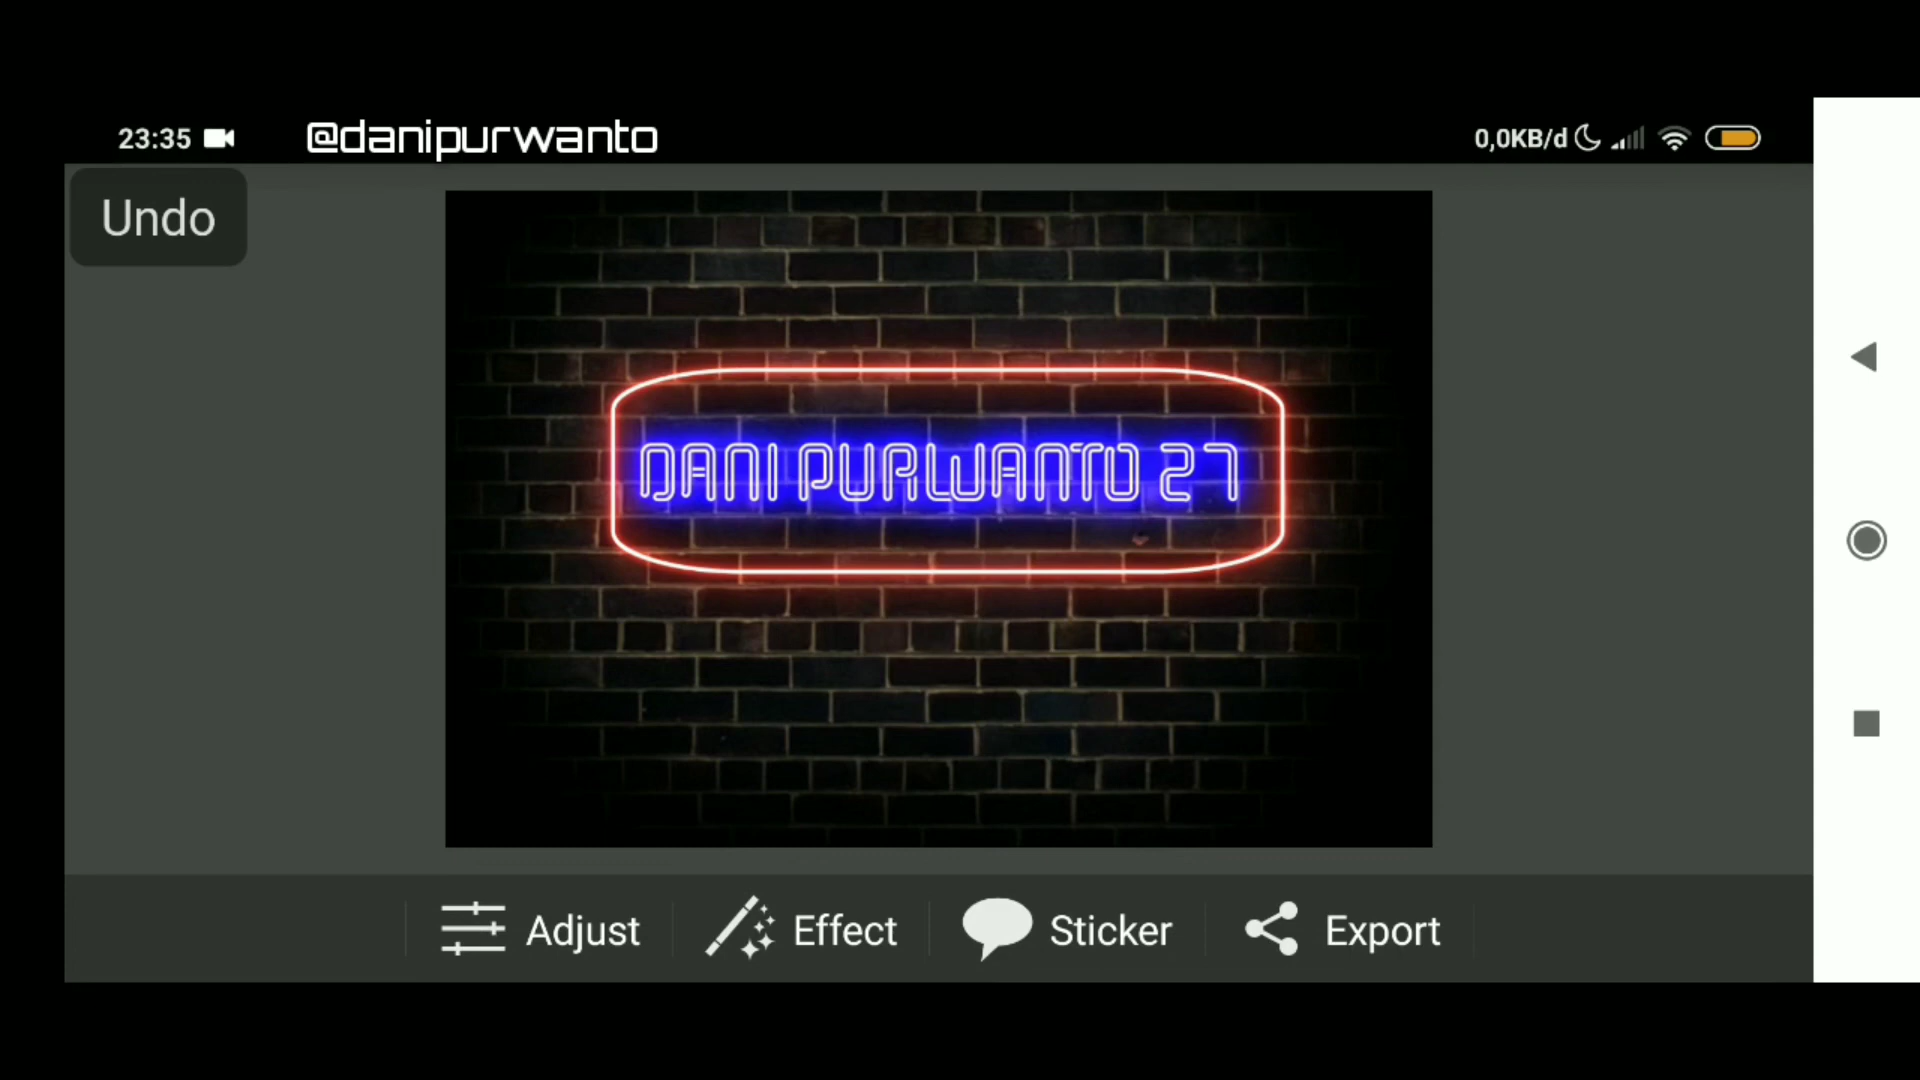 23:35
@danipurwanto
0,0KB/d
Undo
DANI PURWANTO 27
Adjust
Effect
Sticker
Export